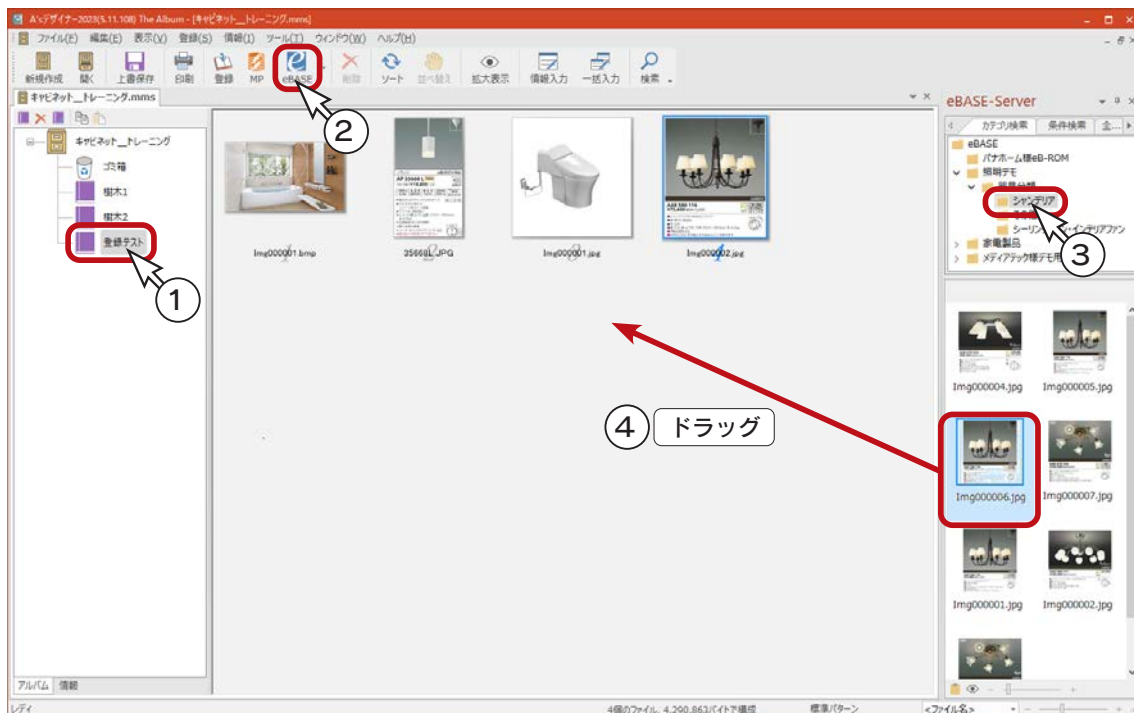 A'sデザイナー2023(5.11.108) The Album - [キャビネット__トレーニング.mms]
ファイル(F) 編集(E) 表示(V) 登録(S) 情報(I) ツール(T) ウィンドウ(W) ヘルプ(H)
新規作成 開く 上書保存 印刷 登録 MP eBASE 削除 ソート 並べ替え 拡大表示 情報入力 一括入力 検索
キャビネット__トレーニング.mms
キャビネット__トレーニング
ゴミ箱
樹木1
樹木2
登録テスト
①
②
Img000001.bmp
35668L.JPG
Img000001.jpg
Img000002.jpg
1 2 3 4
④ ドラッグ
eBASE-Server
カテゴリ検索 条件検索 全...
eBASE
パナホーム様eB-ROM
照明デモ
シャンデリア
家電製品
③
Img000004.jpg Img000005.jpg
Img000006.jpg Img000007.jpg
Img000001.jpg Img000002.jpg
アルバム 情報
レディ
4個のファイル, 4,290,863バイトで構成
標準パターン
<ファイル名>